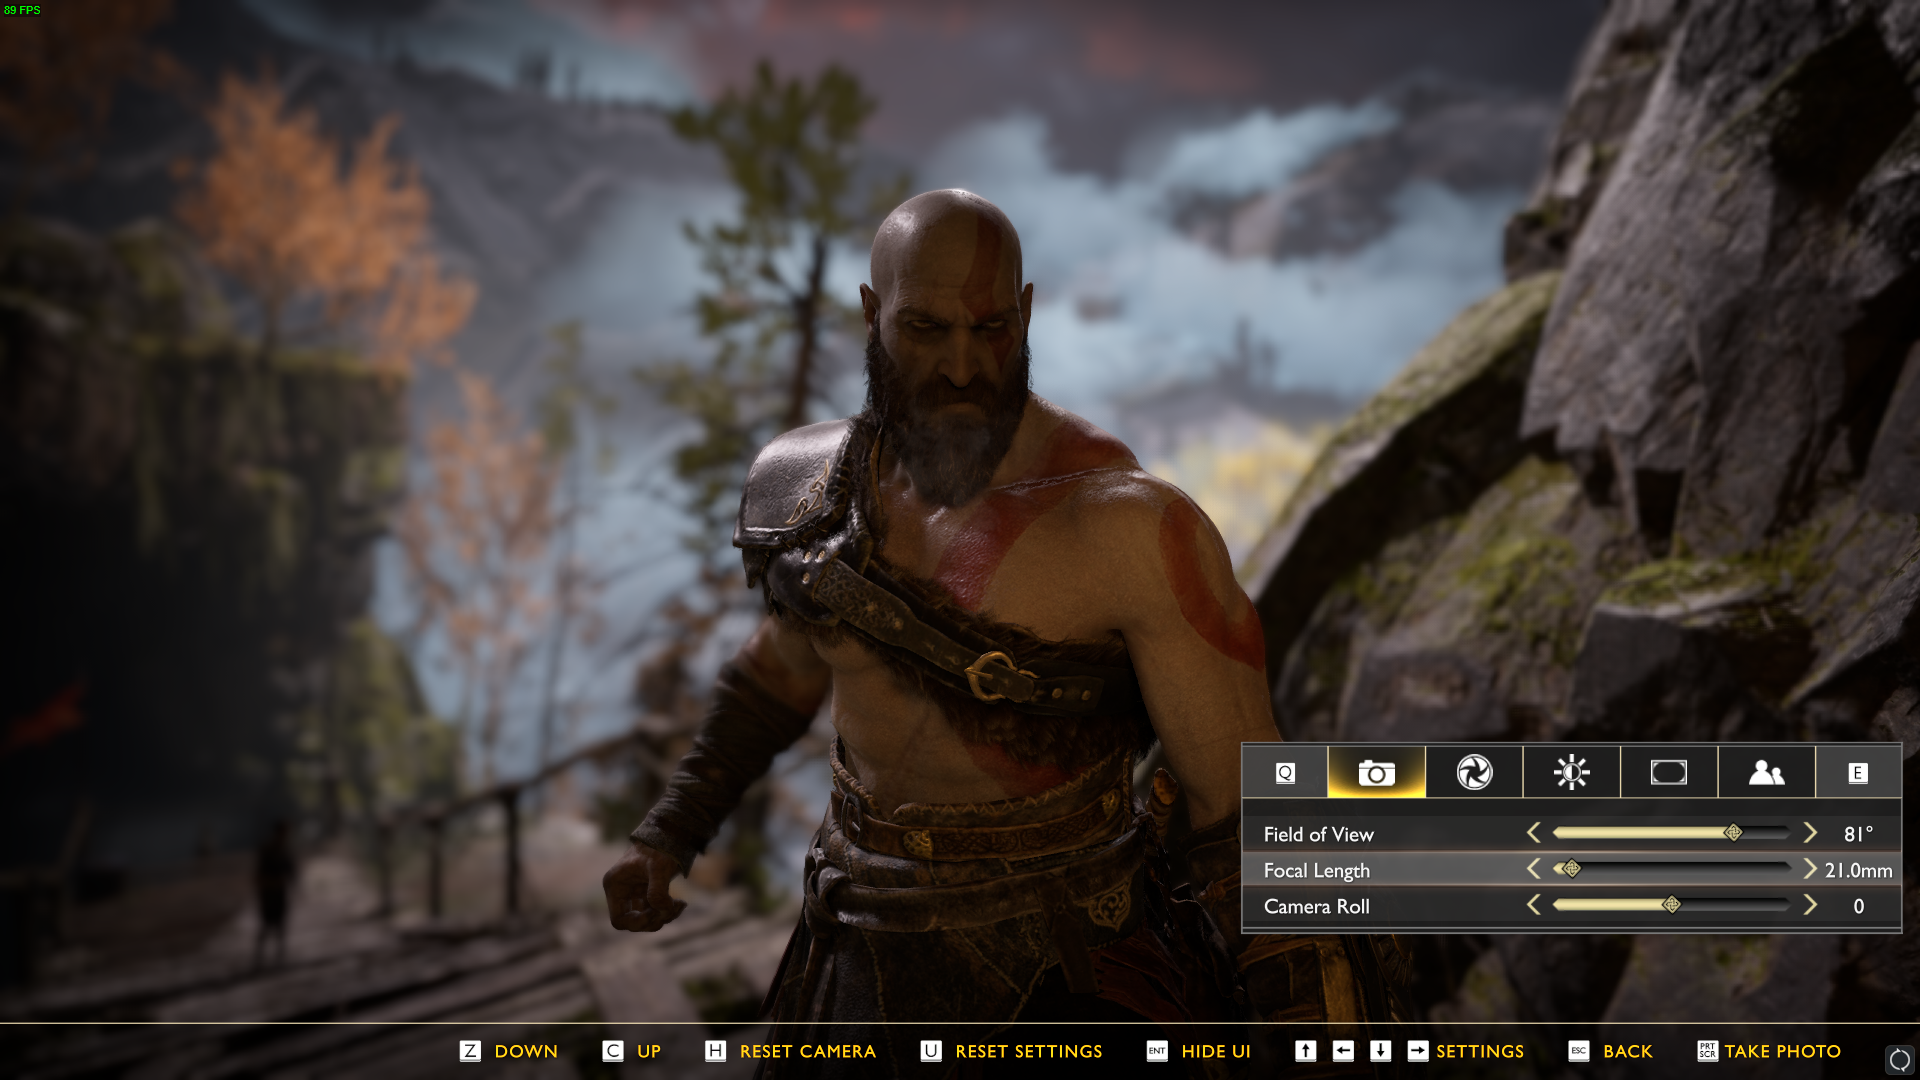 89 FPS
Q E
Field of View 81°
Focal Length 21.0mm
Camera Roll 0
Z DOWN C UP H RESET CAMERA U RESET SETTINGS ENT HIDE UI SETTINGS ESC BACK PRT SCR TAKE PHOTO